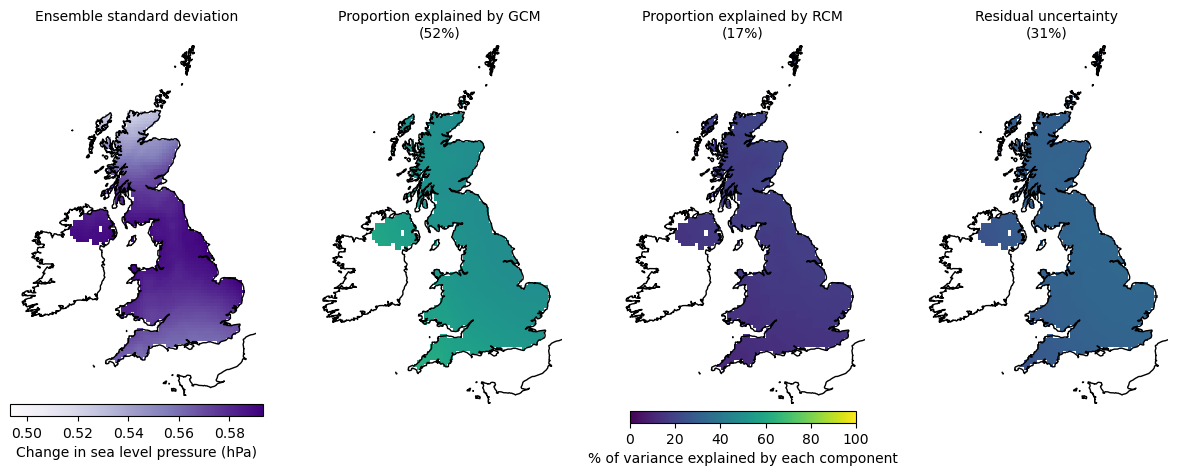 Ensemble standard deviation
Proportion explained by GCM
(52%)
Proportion explained by RCM
(17%)
Residual uncertainty
(31%)
0.50 0.52 0.54 0.56 0.58
Change in sea level pressure (hPa)
0 20 40 60 80 100
% of variance explained by each component